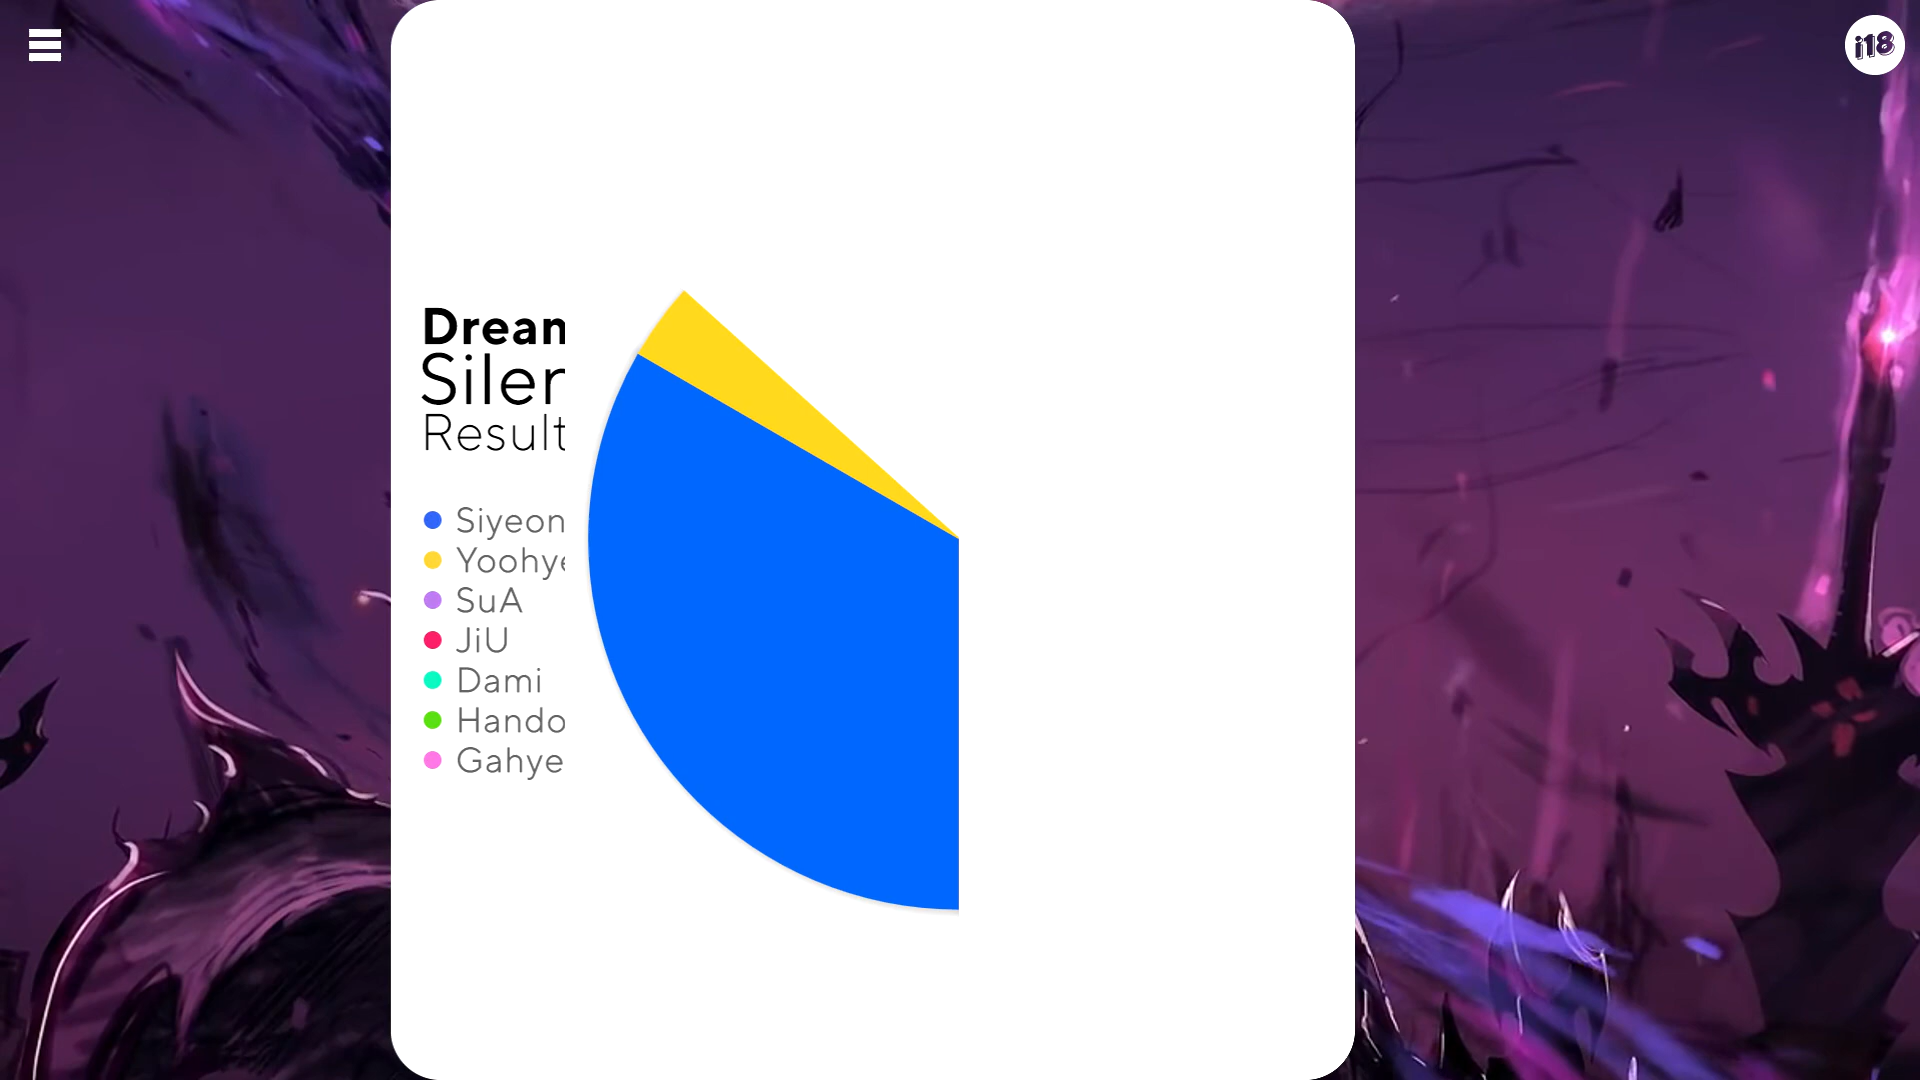 i18
Drean
Siler
Result
Siyeon
Yoohye
SuA
JiU
Dami
Hando
Gahye